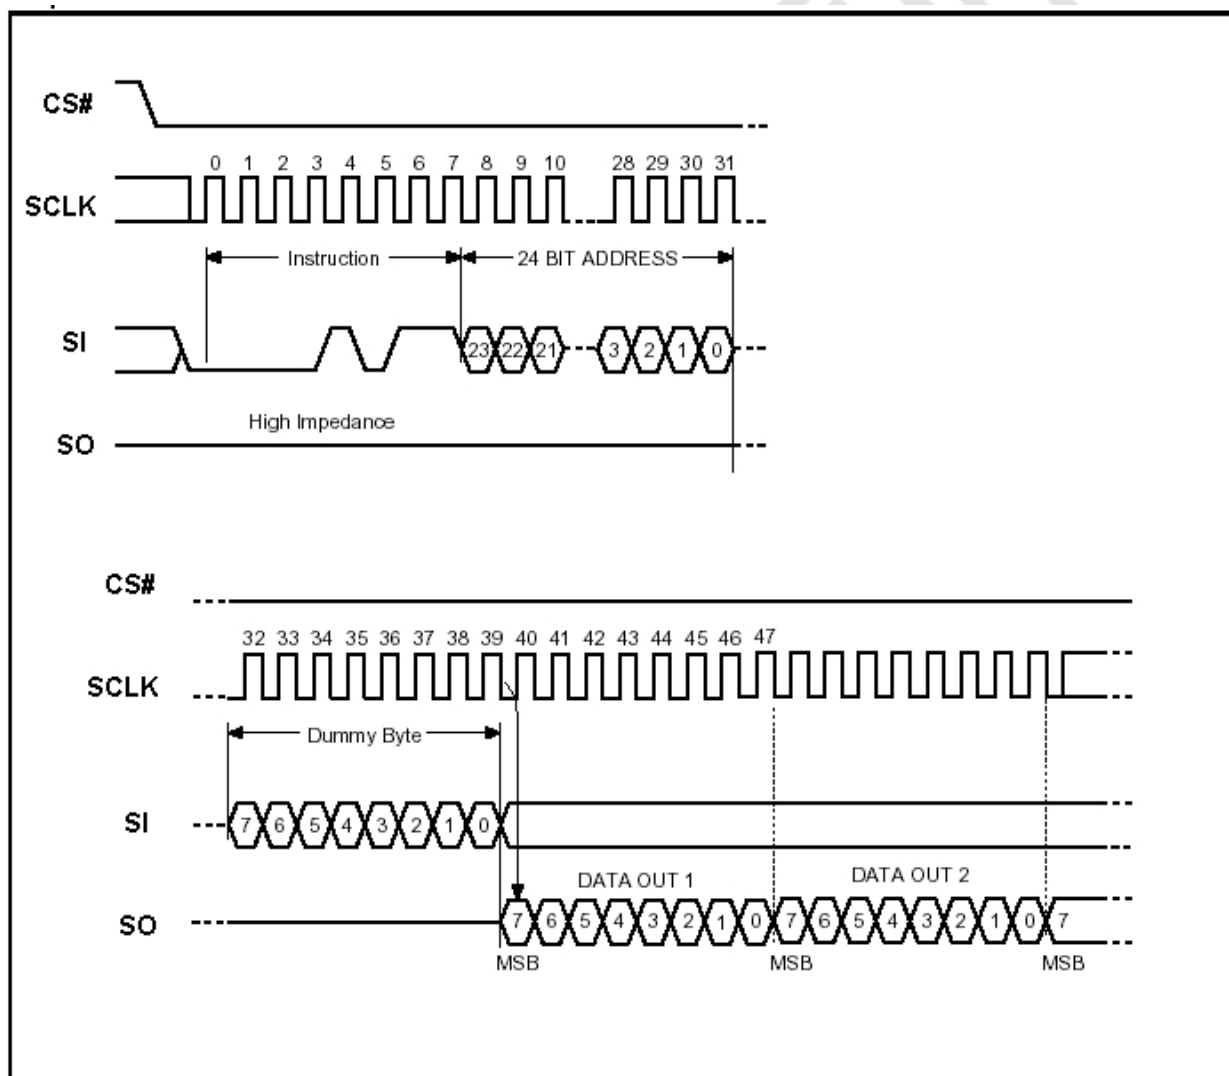 CS#
0 1 2 3 4 5 6 7 8 9 10 28 29 30 31
SCLK
Instruction 24 BIT ADDRESS
SI
23 22 21 3 2 1 0
High Impedance
SO
CS#
32 33 34 35 36 37 38 39 40 41 42 43 44 45 46 47
SCLK
Dummy Byte
SI
7 6 5 4 3 2 1 0
DATA OUT 1 DATA OUT 2
SO
7 6 5 4 3 2 1 0 7 6 5 4 3 2 1 0 7
MSB MSB MSB